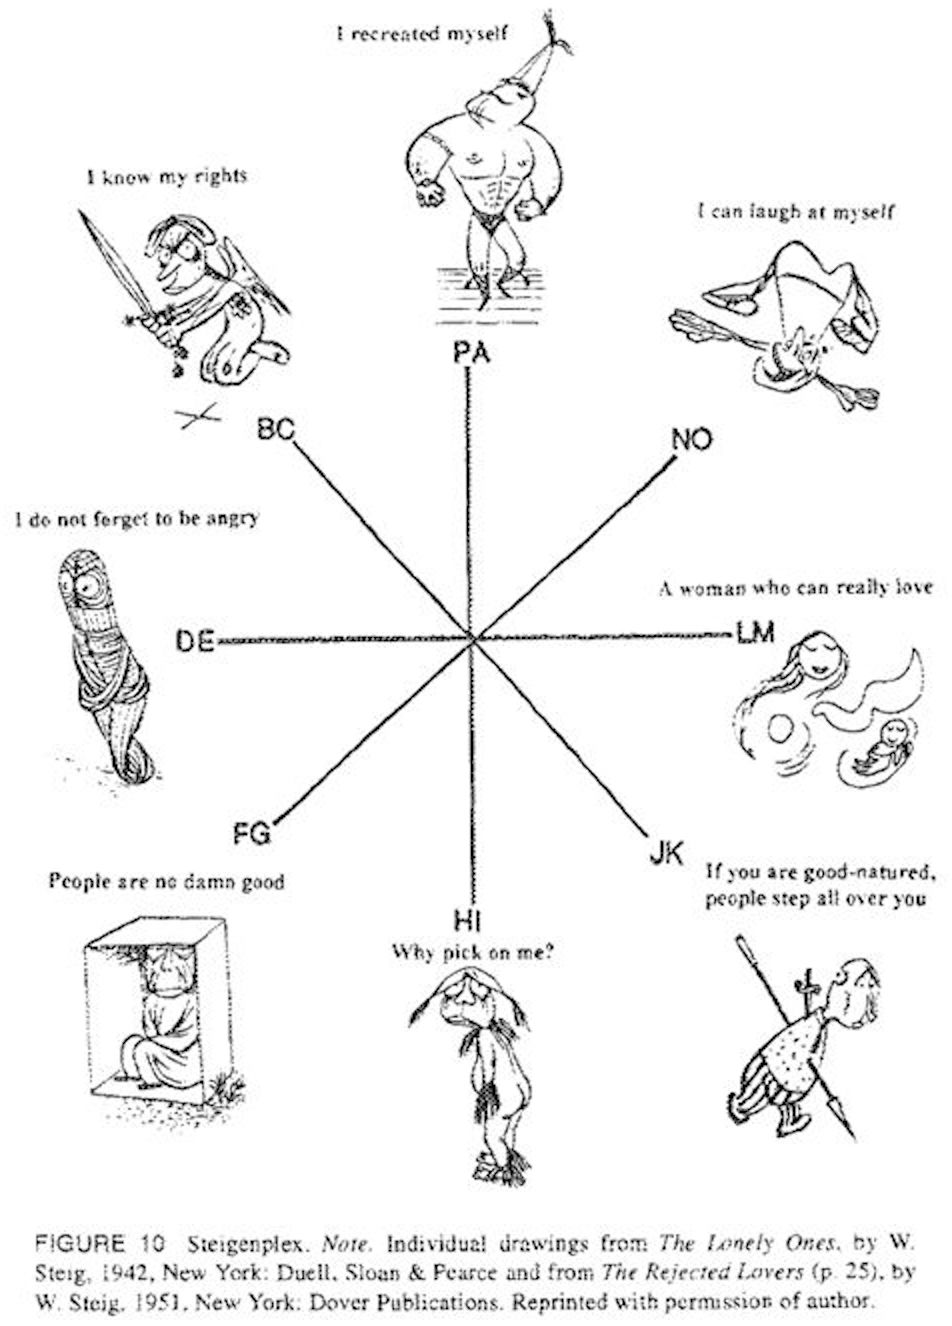 I recreated myself
I know my rights
I can laugh at myself
PA
BC
NO
I do not forget to be angry
A woman who can really love
DE
LM
FG
JK
People are no damn good
If you are good-natured,
people step all over you
HI
Why pick on me?
FIGURE 10 Steigenplex. Note. Individual drawings from The Lonely Ones, by W.
Steig, 1942, New York: Duell, Sloan & Pearce and from The Rejected Lovers (p. 25), by
W. Steig, 1951, New York: Dover Publications. Reprinted with permission of author.